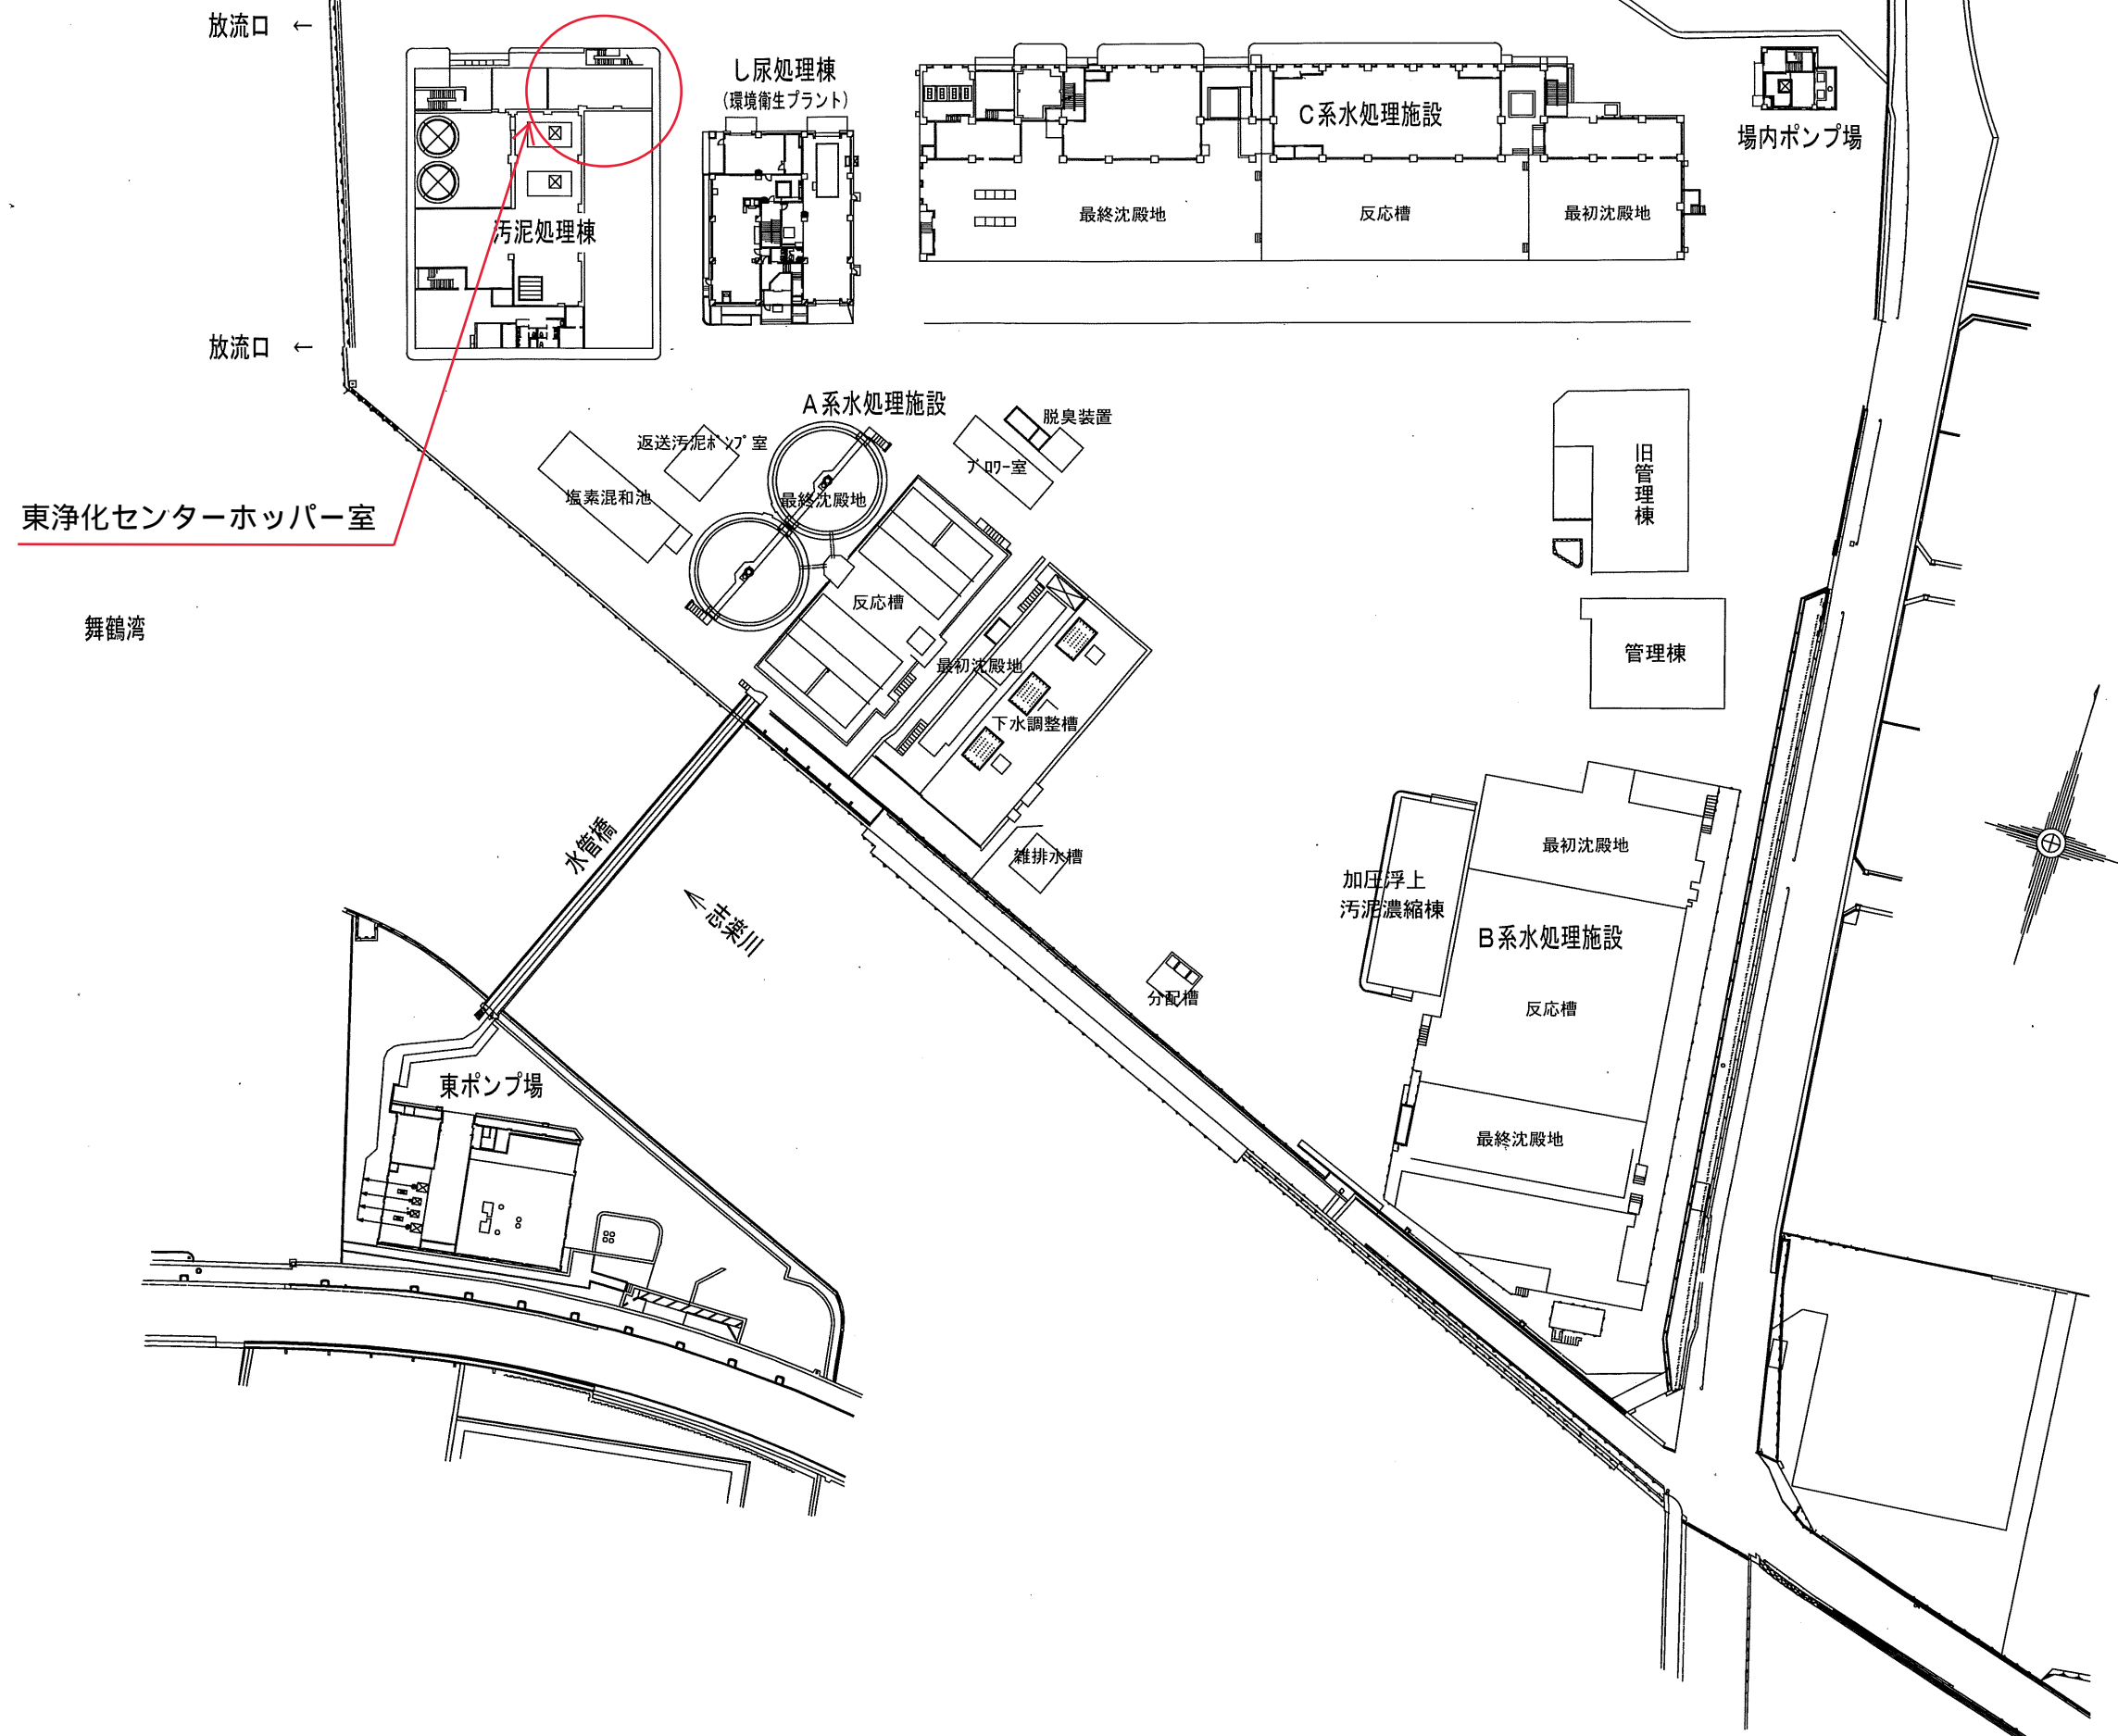 放流口 ←
し尿処理棟
(環境衛生プラント)
C系水処理施設
場内ポンプ場
最終沈殿地
反応槽
最初沈殿地
汚泥処理棟
放流口 ←
A系水処理施設
脱臭装置
返送汚泥ﾎﾟﾝﾌﾟ室
ﾌﾞﾛﾜｰ室
旧管理棟
塩素混和池
最終沈殿地
東浄化センターホッパー室
反応槽
舞鶴湾
最初沈殿地
管理棟
下水調整槽
水管橋
雑排水槽
最初沈殿地
加圧浮上
汚泥濃縮棟
志楽川
B系水処理施設
分配槽
反応槽
東ポンプ場
最終沈殿地